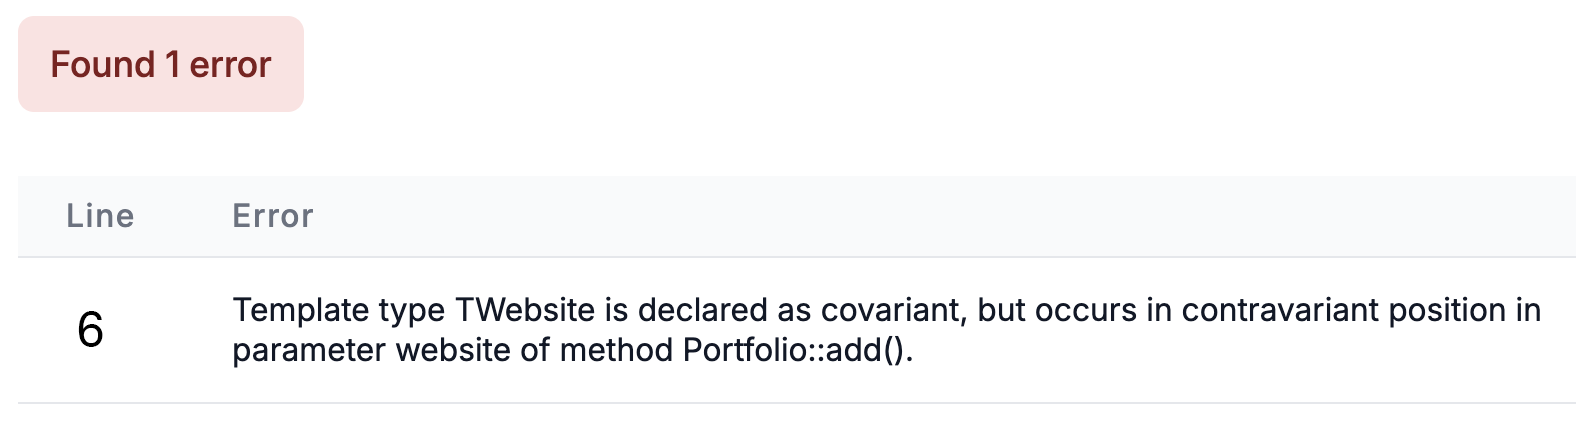 Found 1 error
Line Error
6 Template type TWebsite is declared as covariant, but occurs in contravariant position in
parameter website of method Portfolio::add().